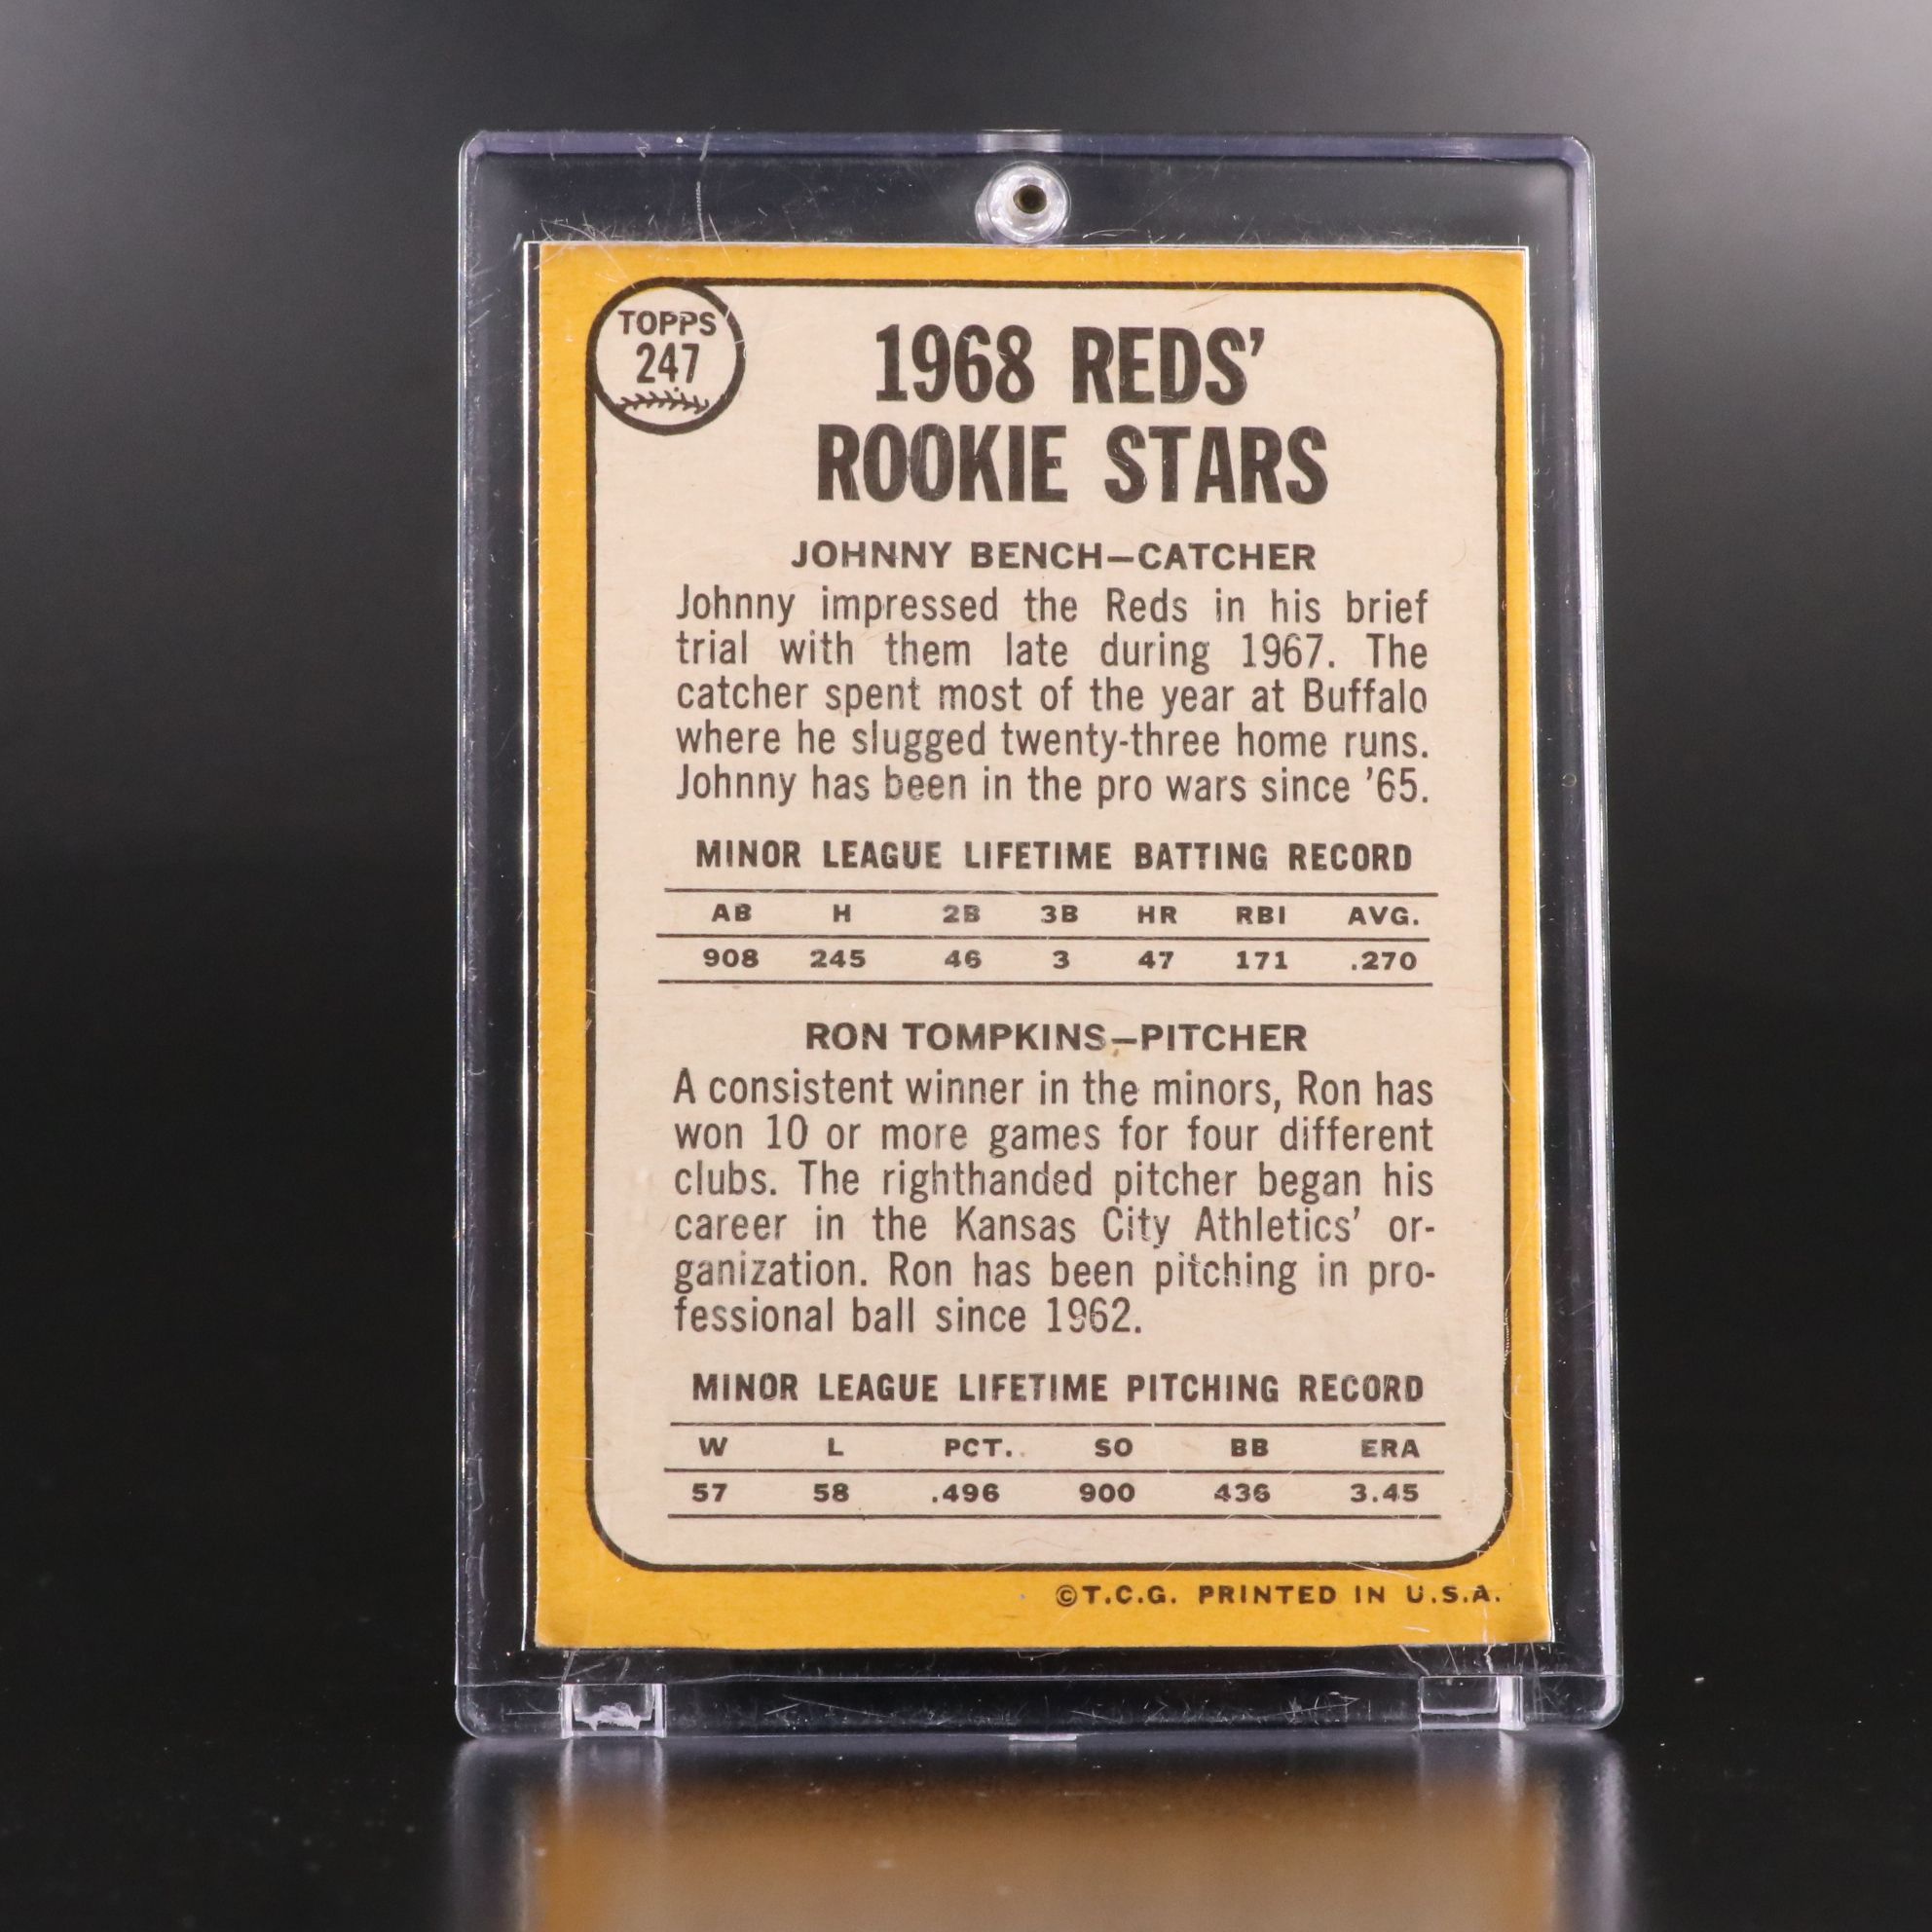 TOPPS
247
1968 REDS'
ROOKIE STARS
JOHNNY BENCH—CATCHER
Johnny impressed the Reds in his brief
trial with them late during 1967. The
catcher spent most of the year at Buffalo
where he slugged twenty-three home runs.
Johnny has been in the pro wars since '65.
MINOR LEAGUE LIFETIME BATTING RECORD
AB H 2B 3B HR RBI AVG.
908 245 46 3 47 171 .270
RON TOMPKINS—PITCHER
A consistent winner in the minors, Ron has
won 10 or more games for four different
clubs. The righthanded pitcher began his
career in the Kansas City Athletics' or-
ganization. Ron has been pitching in pro-
fessional ball since 1962.
MINOR LEAGUE LIFETIME PITCHING RECORD
W L PCT. SO BB ERA
57 58 .496 900 436 3.45
©T.C.G. PRINTED IN U.S.A.